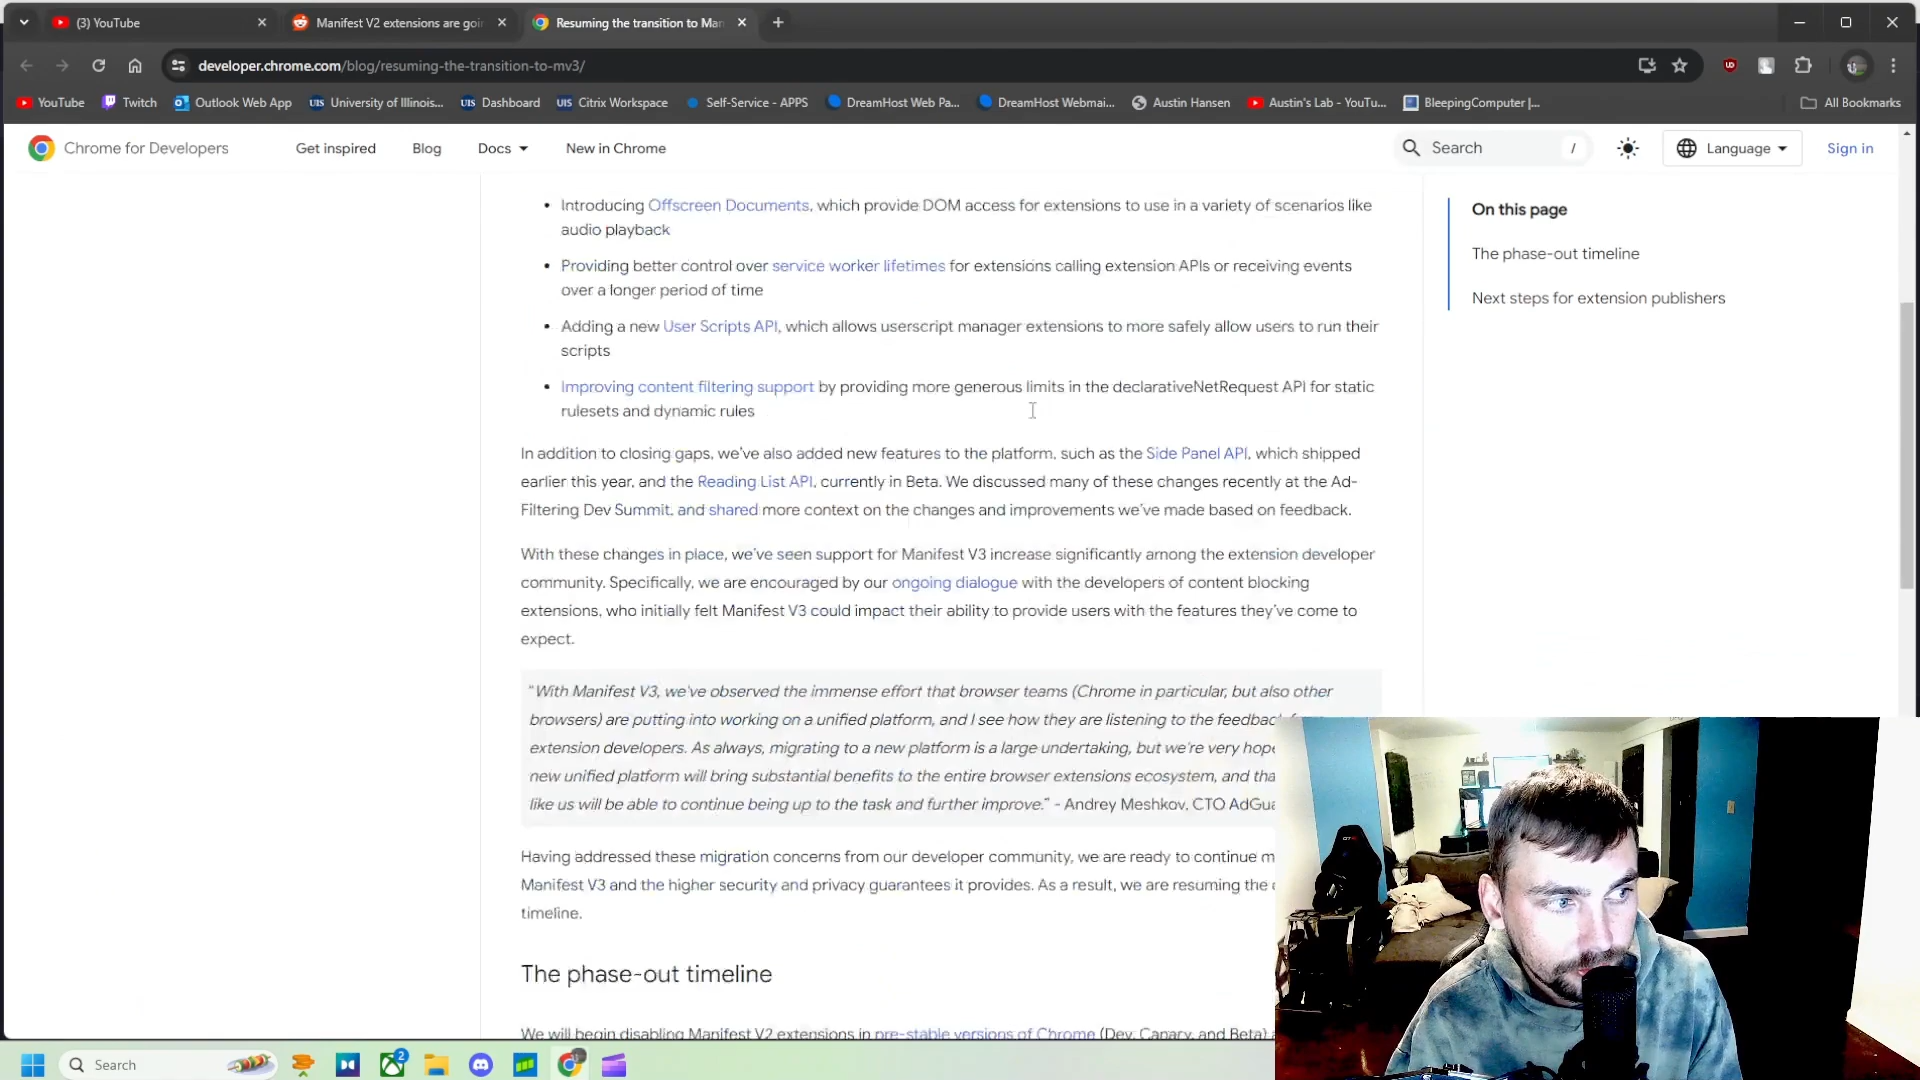 (3) YouTube
Manifest V2 extensions are goi
Resuming the transition to Man
developer.chrome.com/blog/resuming-the-transition-to-mv3/
YouTube
Twitch
Outlook Web App
UIS University of Illinois...
UIS Dashboard
UIS Citrix Workspace
Self-Service - APPS
DreamHost Web Pa...
DreamHost Webmai...
Austin Hansen
Austin's Lab - YouTu...
BleepingComputer |...
All Bookmarks
Chrome for Developers
Get inspired
Blog
Docs
New in Chrome
Search /
Language
Sign in
• Introducing Offscreen Documents, which provide DOM access for extensions to use in a variety of scenarios like
audio playback
• Providing better control over service worker lifetimes for extensions calling extension APIs or receiving events
over a longer period of time
• Adding a new User Scripts API, which allows userscript manager extensions to more safely allow users to run their
scripts
• Improving content filtering support by providing more generous limits in the declarativeNetRequest API for static
rulesets and dynamic rules
In addition to closing gaps, we've also added new features to the platform, such as the Side Panel API, which shipped
earlier this year, and the Reading List API, currently in Beta. We discussed many of these changes recently at the Ad-
Filtering Dev Summit, and shared more context on the changes and improvements we've made based on feedback.
With these changes in place, we've seen support for Manifest V3 increase significantly among the extension developer
community. Specifically, we are encouraged by our ongoing dialogue with the developers of content blocking
extensions, who initially felt Manifest V3 could impact their ability to provide users with the features they've come to
expect.
"With Manifest V3, we've observed the immense effort that browser teams (Chrome in particular, but also other
browsers) are putting into working on a unified platform, and I see how they are listening to the feedback
extension developers. As always, migrating to a new platform is a large undertaking, but we're very hope
new unified platform will bring substantial benefits to the entire browser extensions ecosystem, and tha
like us will be able to continue being up to the task and further improve." - Andrey Meshkov, CTO AdGua
Having addressed these migration concerns from our developer community, we are ready to continue m
Manifest V3 and the higher security and privacy guarantees it provides. As a result, we are resuming the
timeline.
The phase-out timeline
We will begin disabling Manifest V2 extensions in pre-stable versions of Chrome (Dev, Canary, and Beta)
On this page
The phase-out timeline
Next steps for extension publishers
Search
2